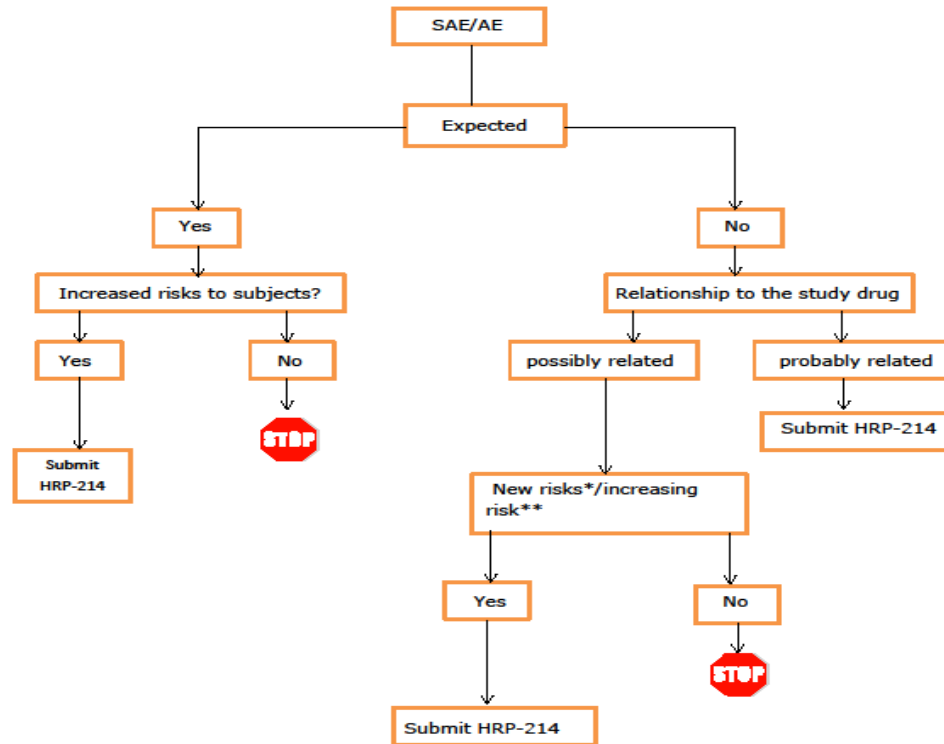 SAE/AE
Expected
Yes
No
Increased risks to subjects?
Relationship to the study drug
Yes
No
possibly related
probably related
STOP
Submit HRP-214
Submit
HRP-214
New risks*/increasing
risk**
Yes
No
STOP
Submit HRP-214